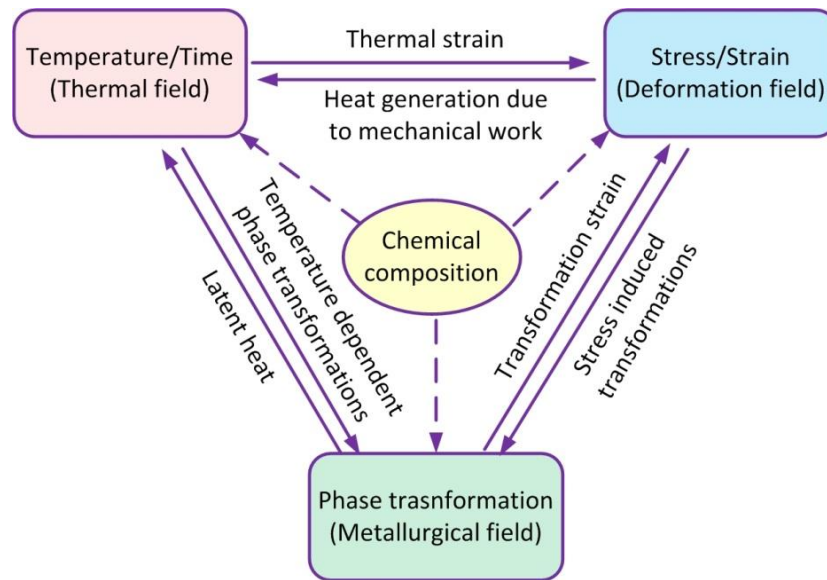 Temperature/Time
(Thermal field)
Thermal strain
Heat generation due
to mechanical work
Stress/Strain
(Deformation field)
Chemical
composition
Temperature dependent
phase transformations
Latent heat
Transformation strain
Stress induced
transformations
Phase trasnformation
(Metallurgical field)